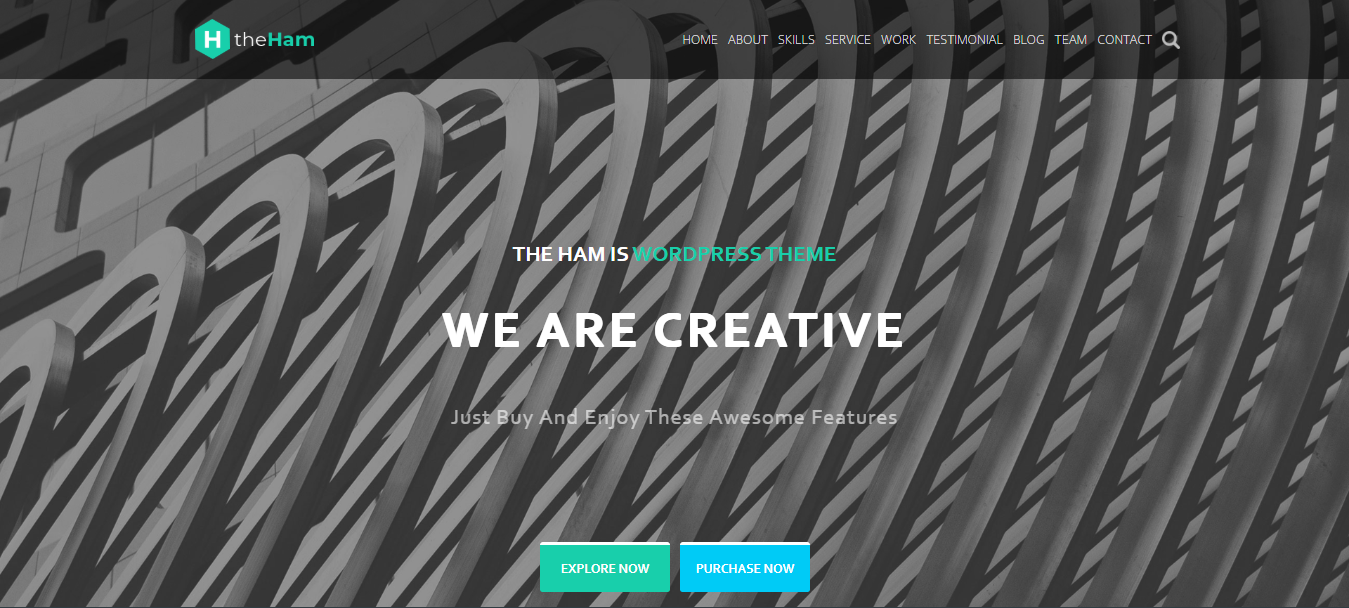 H theHam
HOME ABOUT SKILLS SERVICE WORK TESTIMONIAL BLOG TEAM CONTACT
THE HAM IS WORDPRESS THEME
WE ARE CREATIVE
Just Buy And Enjoy These Awesome Features
EXPLORE NOW PURCHASE NOW